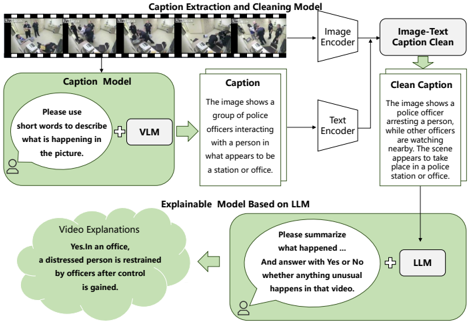 Caption Extraction and Cleaning Model
Image
Encoder
Image-Text
Caption Clean
Caption Model
Please use
short words to describe
what is happening in
the picture.
VLM
Caption
The image shows a
group of police
officers interacting
with a person in
what appears to be
a station or office.
Text
Encoder
Clean Caption
The image shows a
police officer
arresting a person,
while other officers
are watching
nearby. The scene
appears to take
place in a police
station or office.
Explainable Model Based on LLM
Video Explanations
Yes.In an office,
a distressed person is restrained
by officers after control
is gained.
Please summarize
what happened ...
And answer with Yes or No
whether anything unusual
happens in that video.
LLM